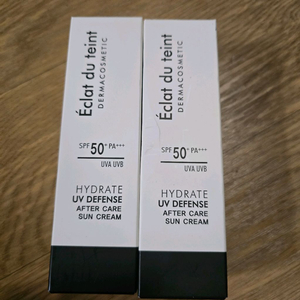 Éclat du teint
DERMACOSMETIC
SPF 50+ PA+++
UVA UVB
HYDRATE
UV DEFENSE
AFTER CARE
SUN CREAM
Éclat du teint
DERMACOSMETIC
SPF 50+ PA+++
UVA UVB
HYDRATE
UV DEFENSE
AFTER CARE
SUN CREAM